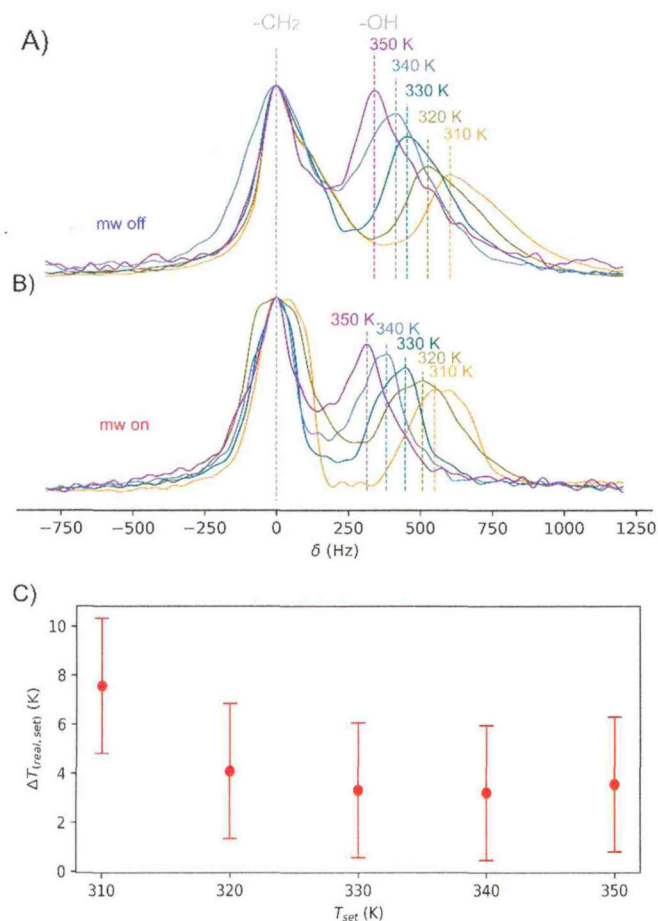 A)
-CH₂
-OH
350 K
340 K
330 K
320 K
310 K
mw off
B)
350 K
340 K
330 K
320 K
310 K
mw on
−750 −500 −250 0 250 500 750 1000 1250
δ (Hz)
C)
10
8
6
4
2
0
ΔT(real, set) (K)
310 320 330 340 350
Tset (K)